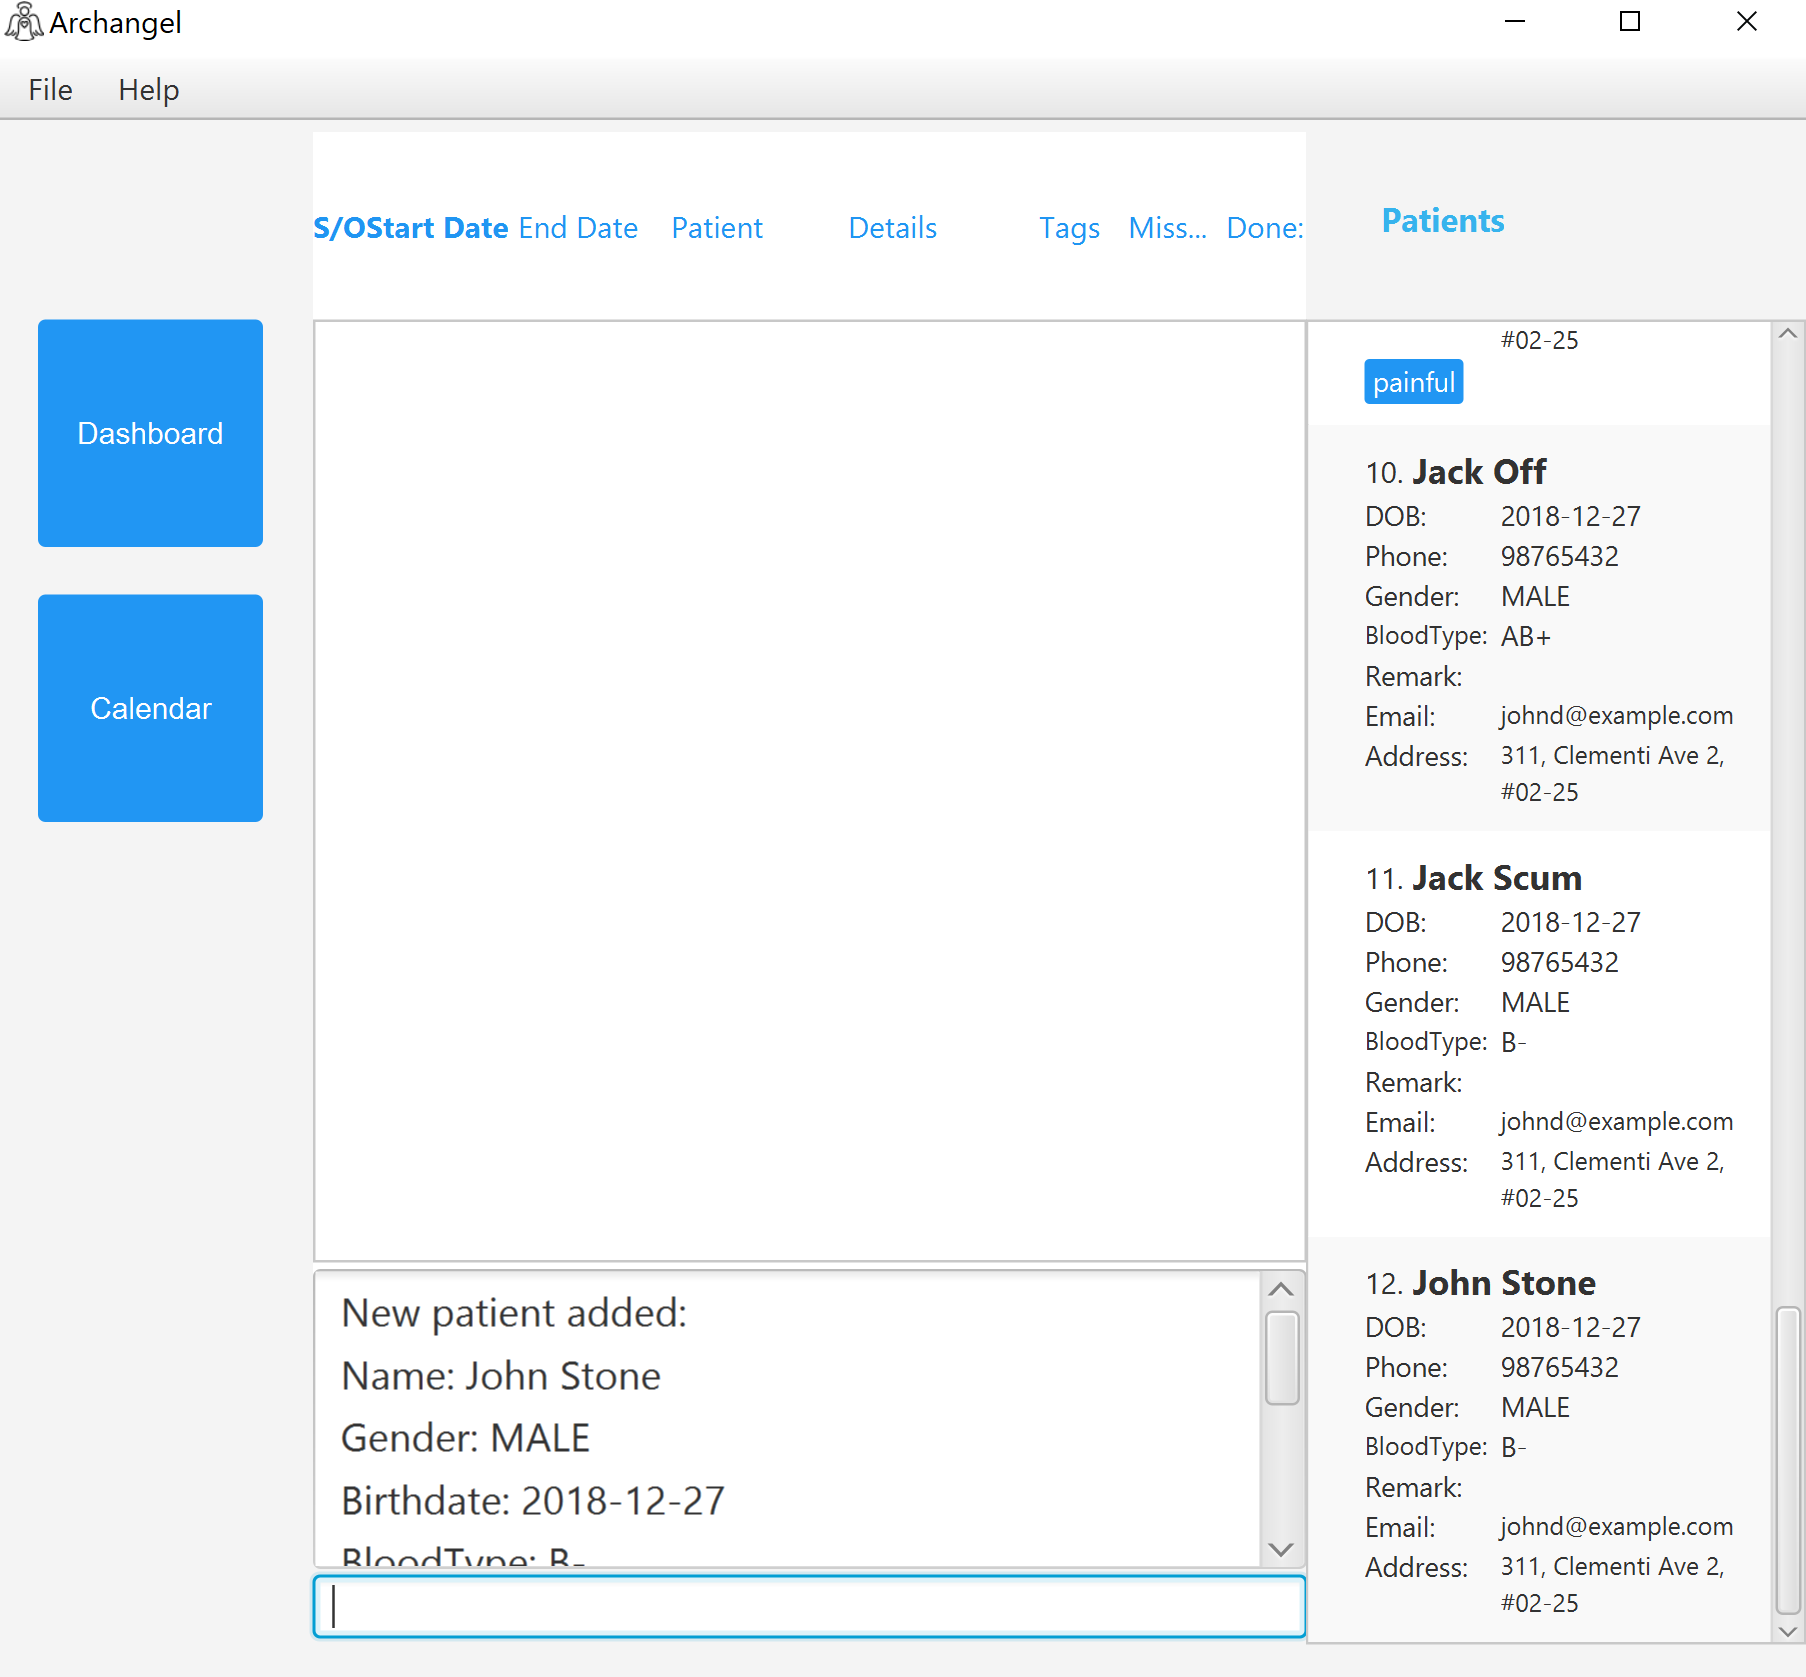 Archangel
File Help
S/OStart Date End Date Patient Details Tags Miss... Done:
Patients
Dashboard
Calendar
#02-25
painful
10. Jack Off
DOB: 2018-12-27
Phone: 98765432
Gender: MALE
BloodType: AB+
Remark:
Email: johnd@example.com
Address: 311, Clementi Ave 2,
#02-25
11. Jack Scum
DOB: 2018-12-27
Phone: 98765432
Gender: MALE
BloodType: B-
Remark:
Email: johnd@example.com
Address: 311, Clementi Ave 2,
#02-25
12. John Stone
DOB: 2018-12-27
Phone: 98765432
Gender: MALE
BloodType: B-
Remark:
Email: johnd@example.com
Address: 311, Clementi Ave 2,
#02-25
New patient added:
Name: John Stone
Gender: MALE
Birthdate: 2018-12-27
BloodType: B-